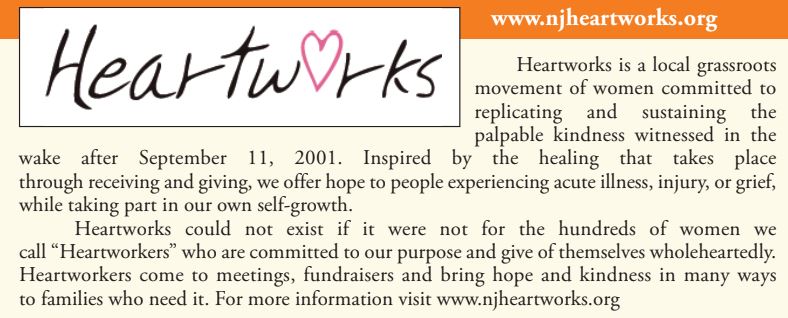 www.njheartworks.org
Heartworks
Heartworks is a local grassroots
movement of women committed to
replicating and sustaining the
palpable kindness witnessed in the
wake after September 11, 2001. Inspired by the healing that takes place
through receiving and giving, we offer hope to people experiencing acute illness, injury, or grief,
while taking part in our own self-growth.
Heartworks could not exist if it were not for the hundreds of women we
call “Heartworkers” who are committed to our purpose and give of themselves wholeheartedly.
Heartworkers come to meetings, fundraisers and bring hope and kindness in many ways
to families who need it. For more information visit www.njheartworks.org